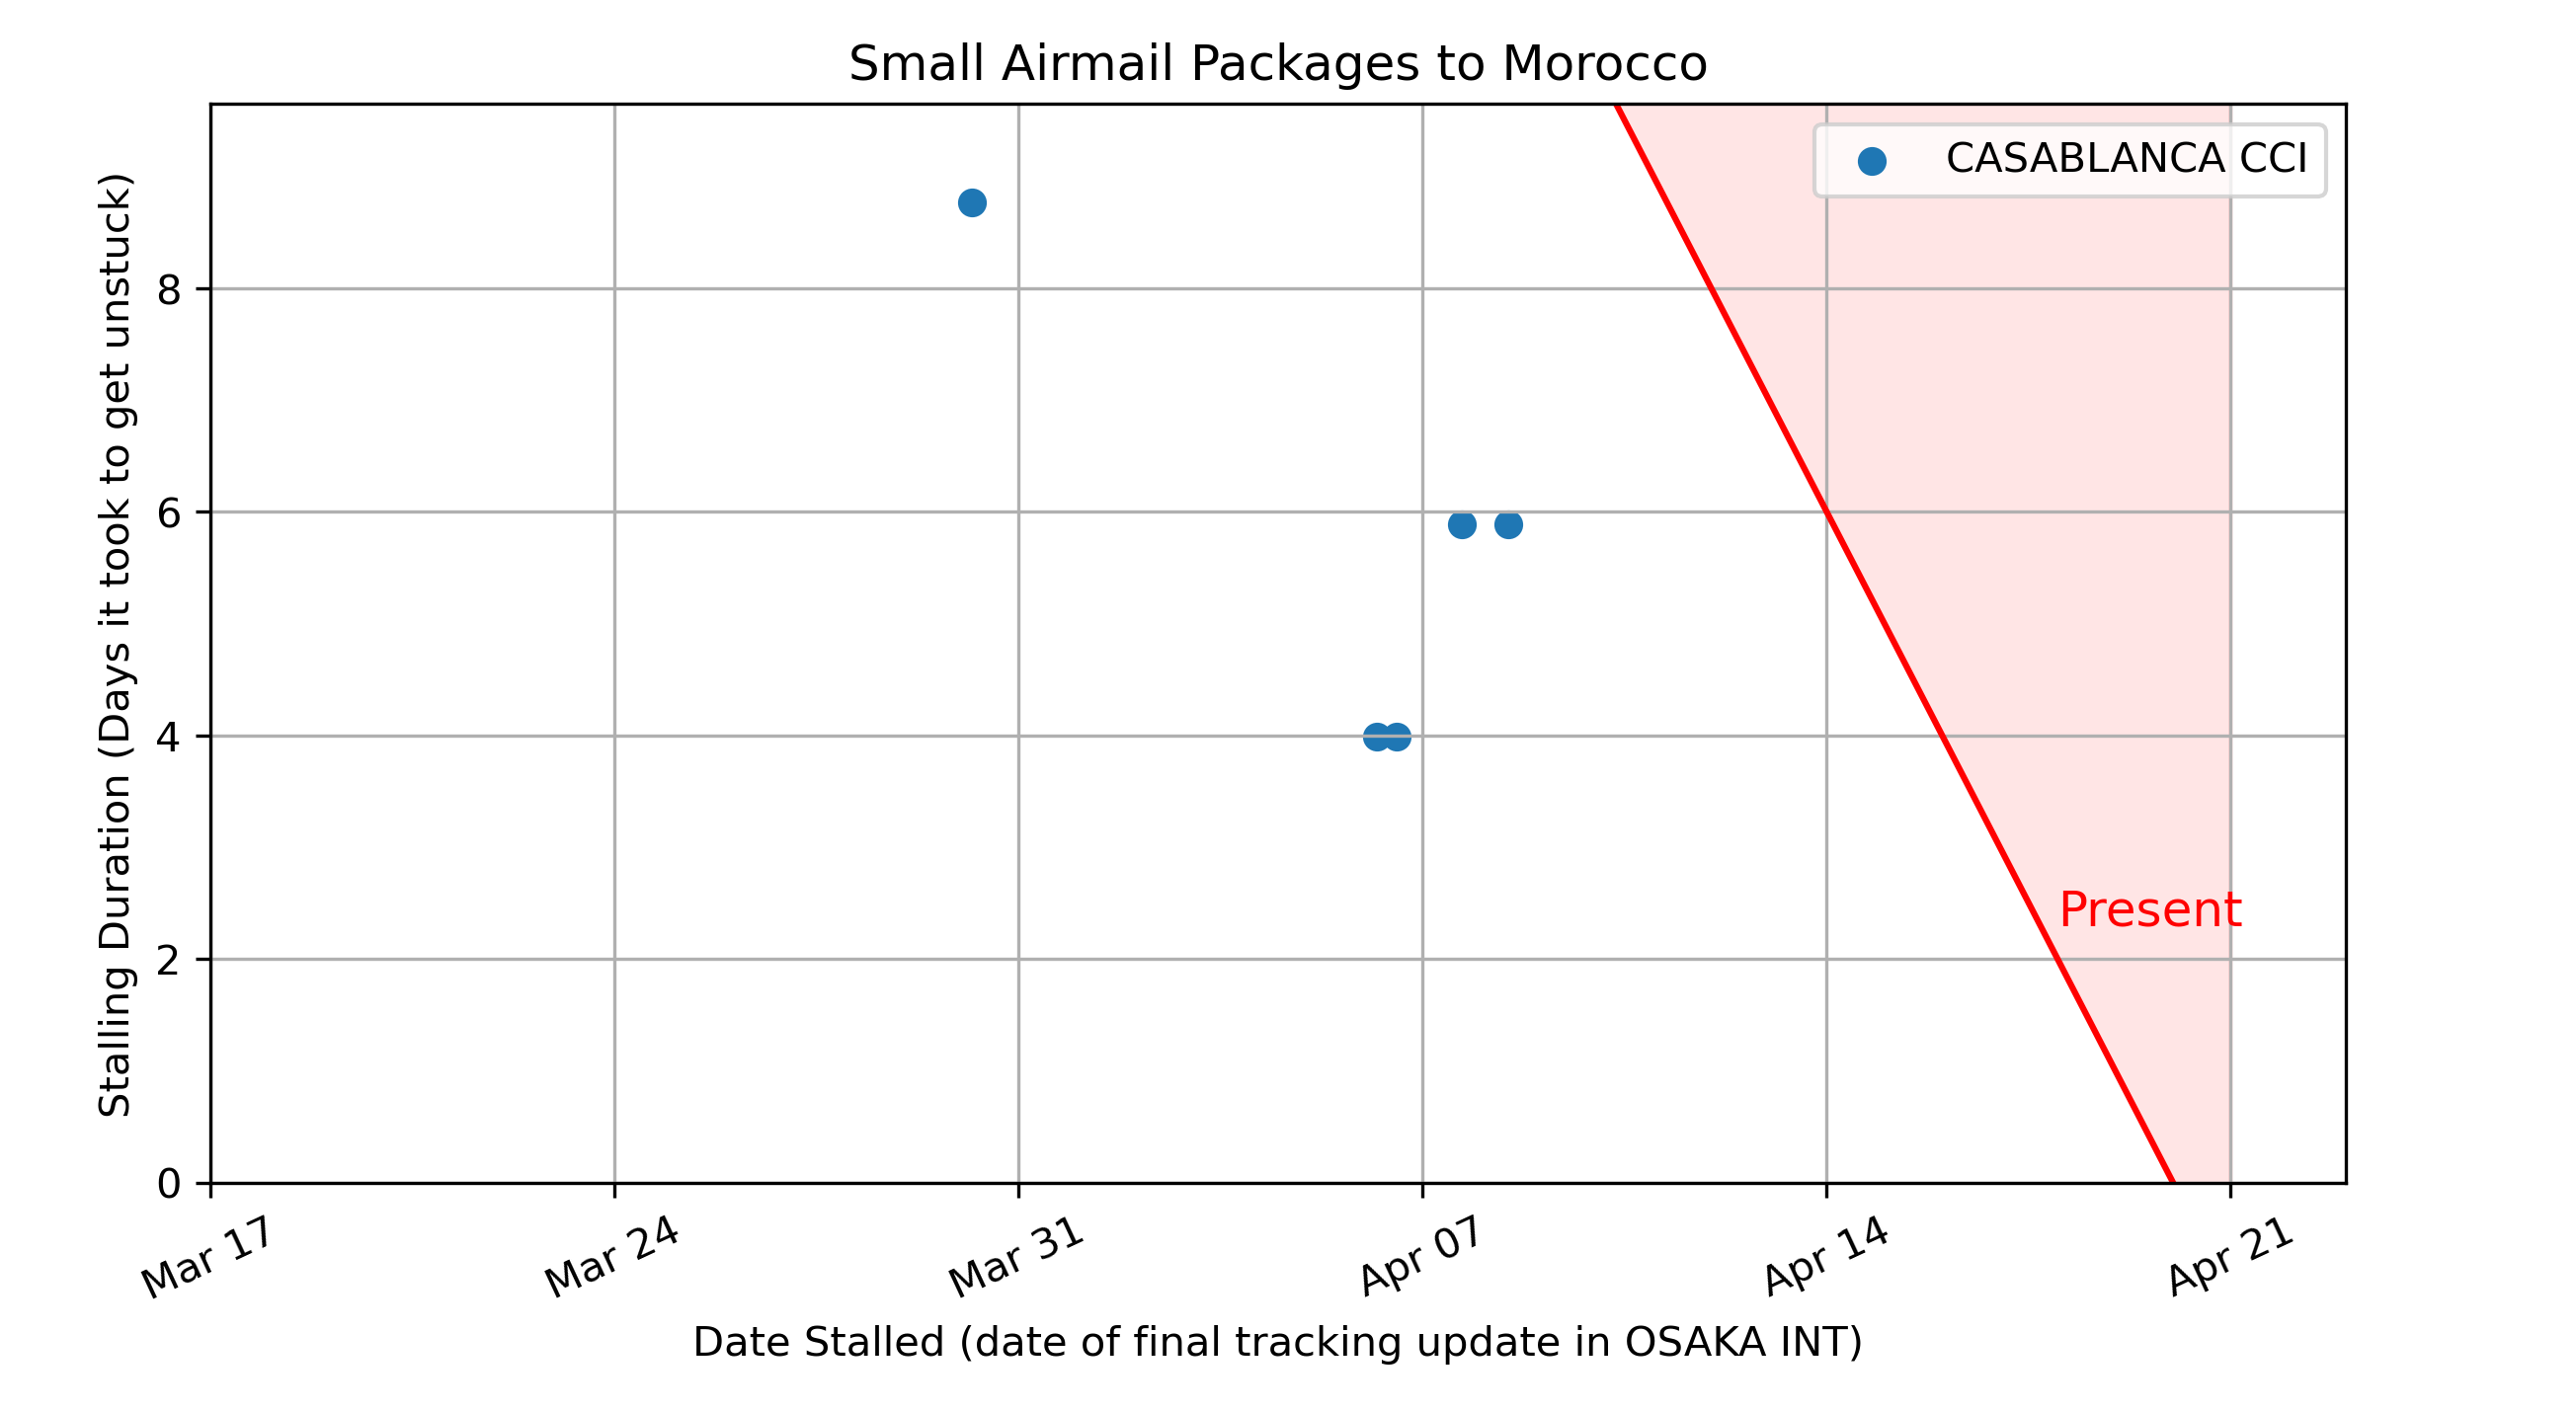 Small Airmail Packages to Morocco
CASABLANCA CCI
Stalling Duration (Days it took to get unstuck)
8
6
4
2
0
Present
Mar 17
Mar 24
Mar 31
Apr 07
Apr 14
Apr 21
Date Stalled (date of final tracking update in OSAKA INT)